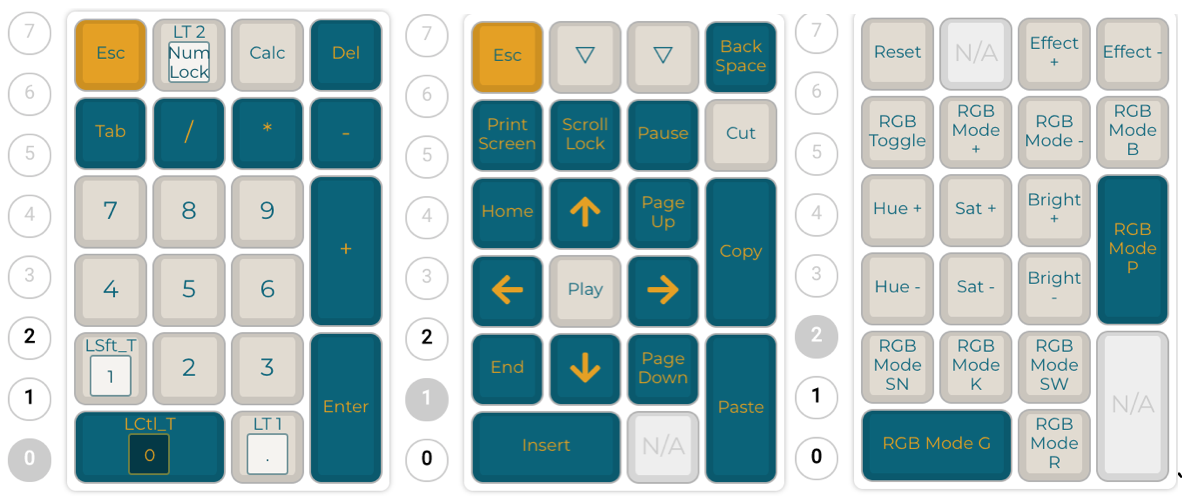 7
6
5
4
3
2
1
0
Esc
LT 2
Num
Lock
Calc
Del
Tab
/
*
-
7
8
9
+
4
5
6
LSft_T
1
2
3
Enter
LCtl_T
0
LT 1
.
7
6
5
4
3
2
1
0
Esc
▽
▽
Back
Space
Print
Screen
Scroll
Lock
Pause
Cut
Home
↑
Page
Up
Copy
←
Play
→
End
↓
Page
Down
Paste
Insert
N/A
7
6
5
4
3
2
1
0
Reset
N/A
Effect
+
Effect -
RGB
Toggle
RGB
Mode
+
RGB
Mode -
RGB
Mode
B
Hue +
Sat +
Bright
+
RGB
Mode
P
Hue -
Sat -
Bright
-
RGB
Mode
SN
RGB
Mode
K
RGB
Mode
SW
N/A
RGB Mode G
RGB
Mode
R